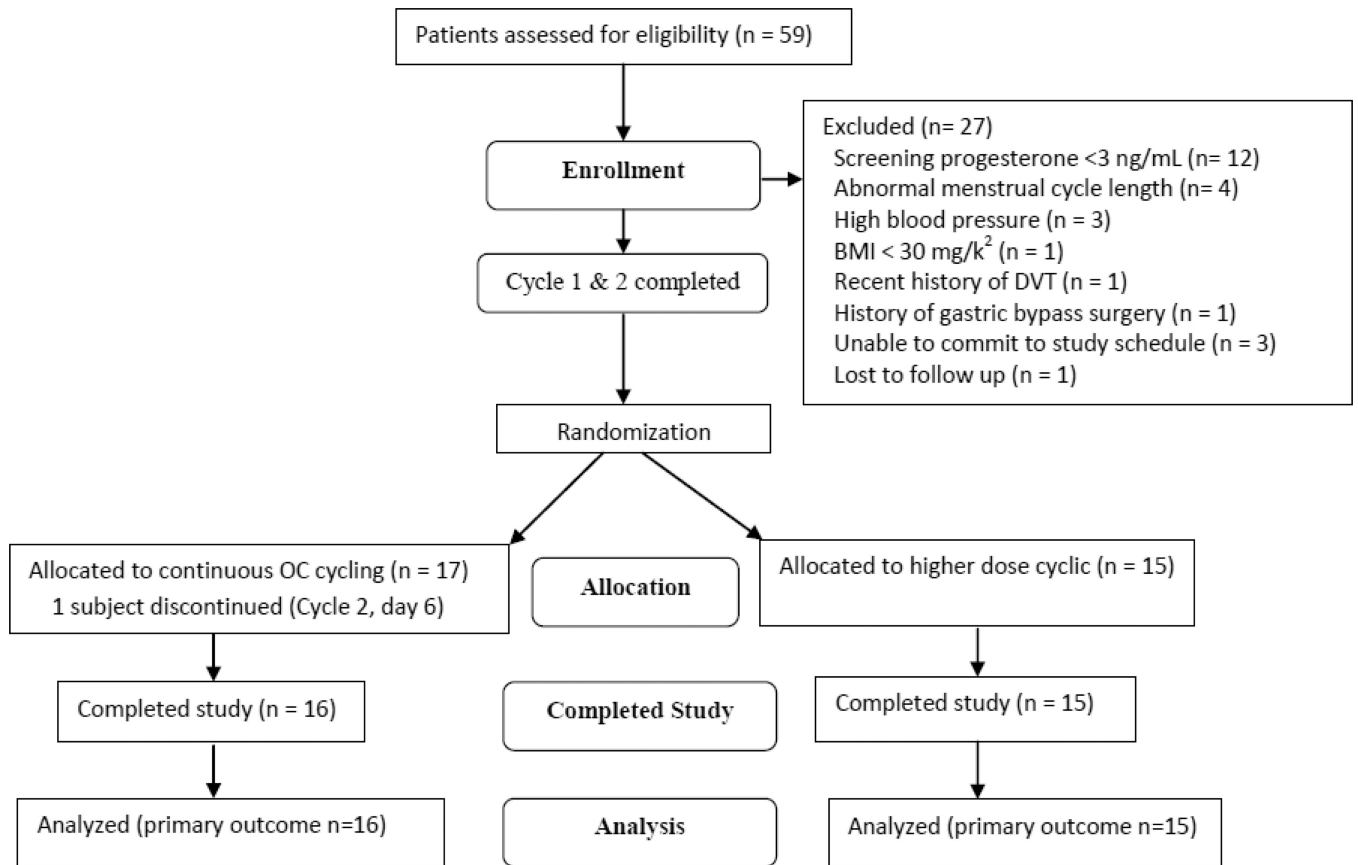 Patients assessed for eligibility (n = 59)
Enrollment
Excluded (n= 27)
Screening progesterone <3 ng/mL (n= 12)
Abnormal menstrual cycle length (n= 4)
High blood pressure (n = 3)
BMI < 30 mg/k² (n = 1)
Recent history of DVT (n = 1)
History of gastric bypass surgery (n = 1)
Unable to commit to study schedule (n = 3)
Lost to follow up (n = 1)
Cycle 1 & 2 completed
Randomization
Allocated to continuous OC cycling (n = 17)
1 subject discontinued (Cycle 2, day 6)
Allocation
Allocated to higher dose cyclic (n = 15)
Completed study (n = 16)
Completed Study
Completed study (n = 15)
Analyzed (primary outcome n=16)
Analysis
Analyzed (primary outcome n=15)